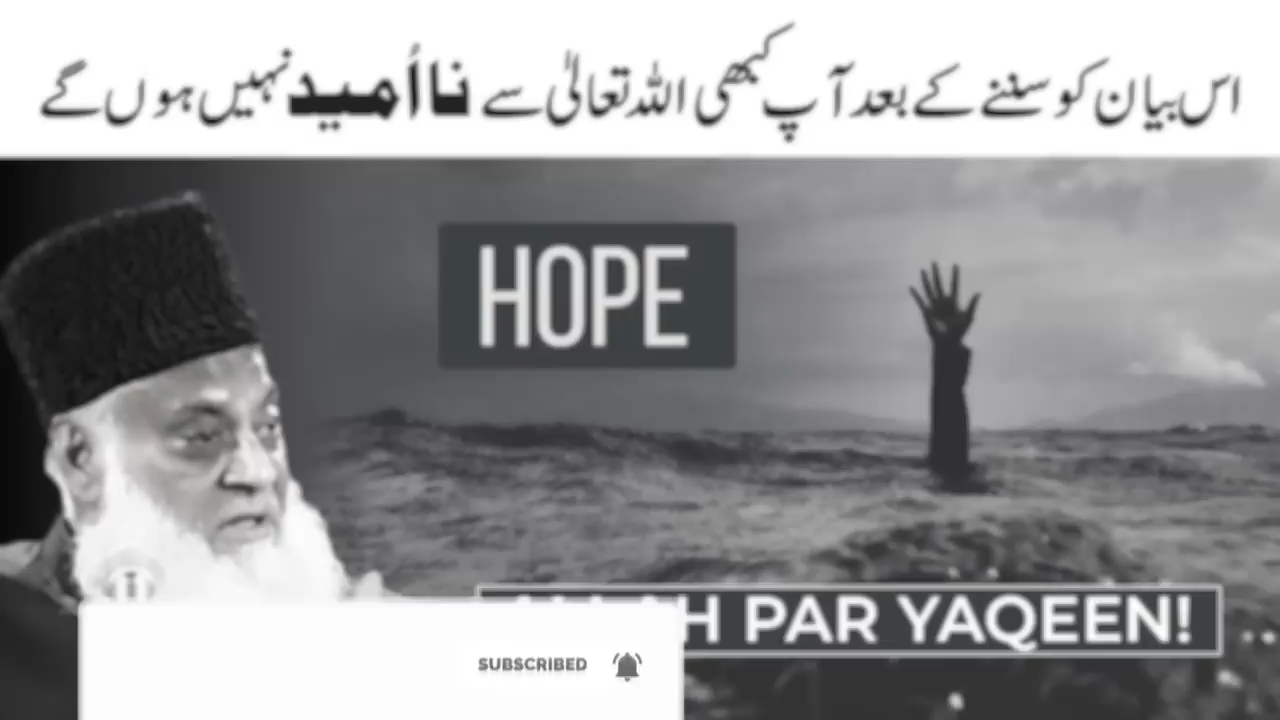 اس بیان کو سننے کے بعد آپ کبھی اللہ تعالیٰ سے نا اُمید نہیں ہوں گے
HOPE
PAR YAQEEN!
SUBSCRIBED